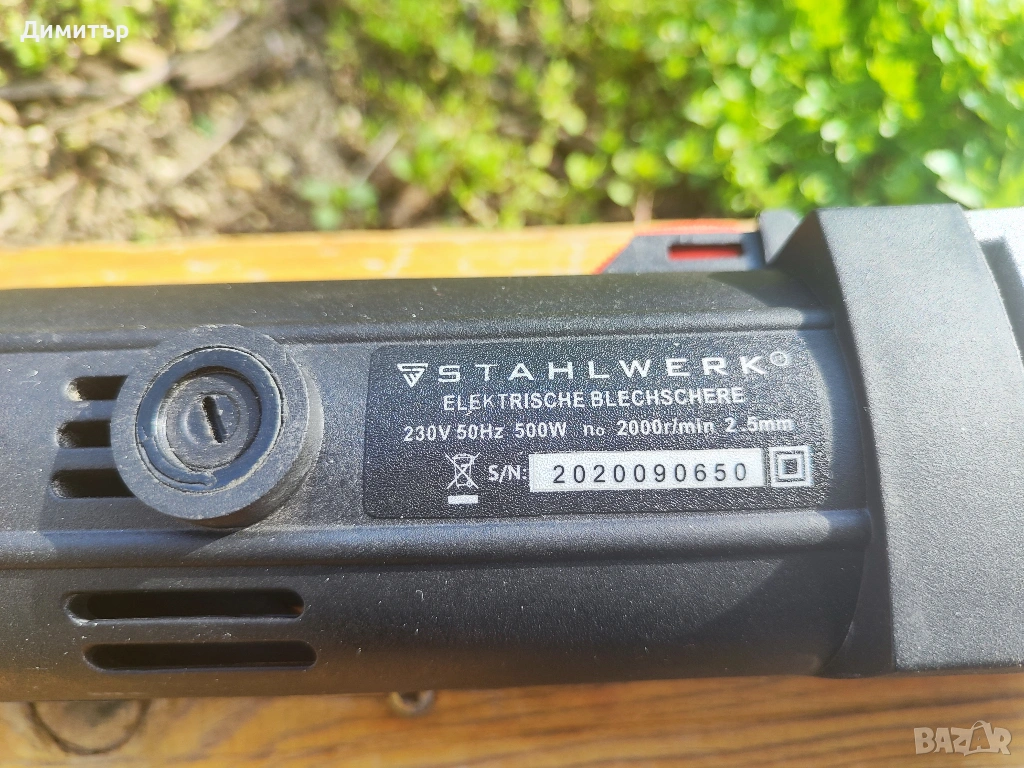 Димитър
STAHLWERK
ELEKTRISCHE BLECHSCHERE
230V 50Hz 500W no 2000r/min 2.5mm
S/N: 2020090650
BAZAR